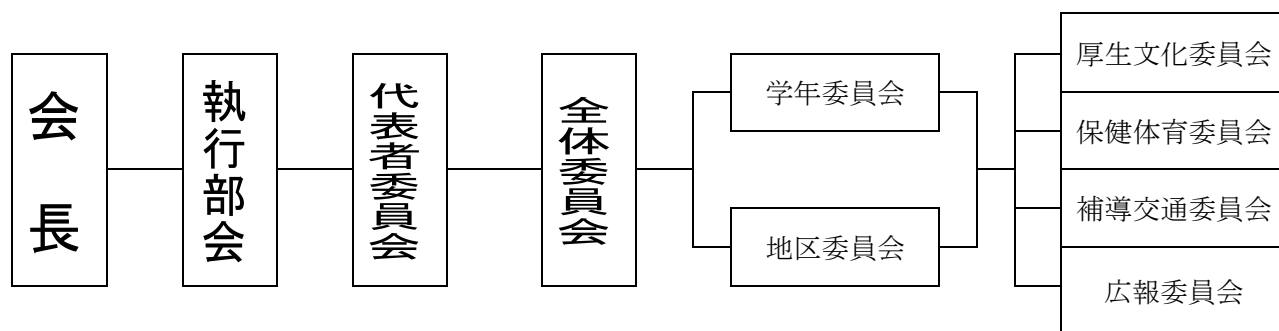 会長
執行部会
代表者委員会
全体委員会
学年委員会
地区委員会
厚生文化委員会
保健体育委員会
補導交通委員会
広報委員会